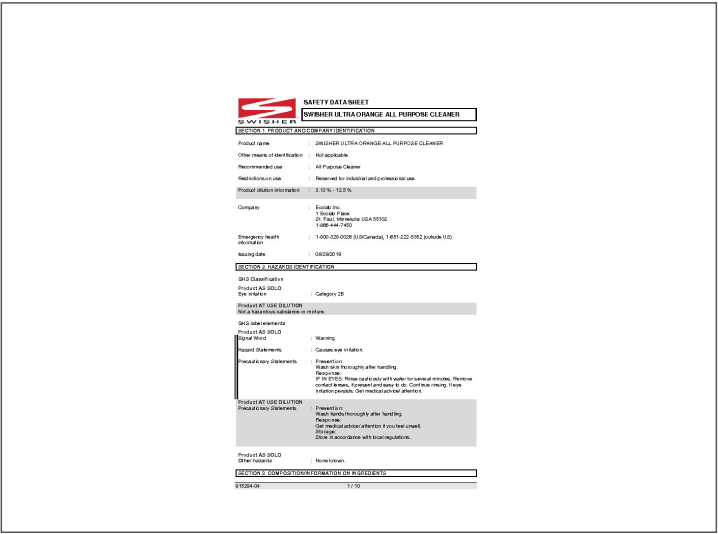 SAFETY DATA SHEET
SWISHER ULTRA ORANGE ALL PURPOSE CLEANER
SWISHER
SECTION 1. PRODUCT AND COMPANY IDENTIFICATION
Product name : SWISHER ULTRA ORANGE ALL PURPOSE CLEANER
Other means of identification : Not applicable
Recommended use : All Purpose Cleaner
Restrictions on use : Reserved for industrial and professional use.
Product dilution information : 3.13 % - 12.5 %
Company : Ecolab Inc.
1 Ecolab Place
St. Paul, Minnesota USA 55102
1-866-444-7450
Emergency health information : 1-800-328-0026 (US/Canada), 1-651-222-5352 (outside US)
Issuing date : 08/29/2019
SECTION 2. HAZARDS IDENTIFICATION
GHS Classification
Product AS SOLD
Eye irritation : Category 2B
Product AT USE DILUTION
Not a hazardous substance or mixture.
GHS label elements
Product AS SOLD
Signal Word : Warning
Hazard Statements : Causes eye irritation.
Precautionary Statements : Prevention:
Wash skin thoroughly after handling.
Response:
IF IN EYES: Rinse cautiously with water for several minutes. Remove
contact lenses, if present and easy to do. Continue rinsing. If eye
irritation persists: Get medical advice/ attention.
Product AT USE DILUTION
Precautionary Statements : Prevention:
Wash hands thoroughly after handling.
Response:
Get medical advice/ attention if you feel unwell.
Storage:
Store in accordance with local regulations.
Product AS SOLD
Other hazards : None known.
SECTION 3. COMPOSITION/INFORMATION ON INGREDIENTS
915294-04 1 / 10